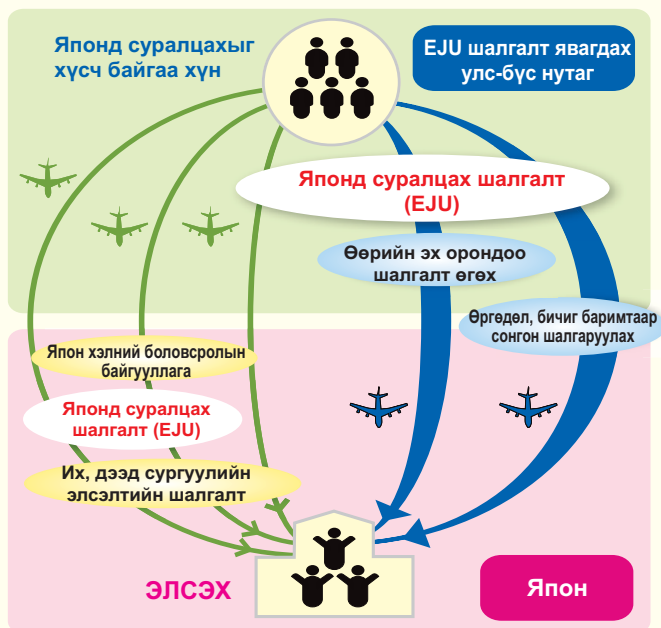 Японд суралцахыг
хүсч байгаа хүн
EJU шалгалт явагдах
улс-бүс нутаг
Японд суралцах шалгалт
(EJU)
Өөрийн эх орондоо
шалгалт өгөх
Өргөдөл, бичиг баримтаар
сонгон шалгаруулах
Япон хэлний боловсролын
байгууллага
Японд суралцах
шалгалт (EJU)
Их, дээд сургуулийн
элсэлтийн шалгалт
ЭЛСЭХ
Япон